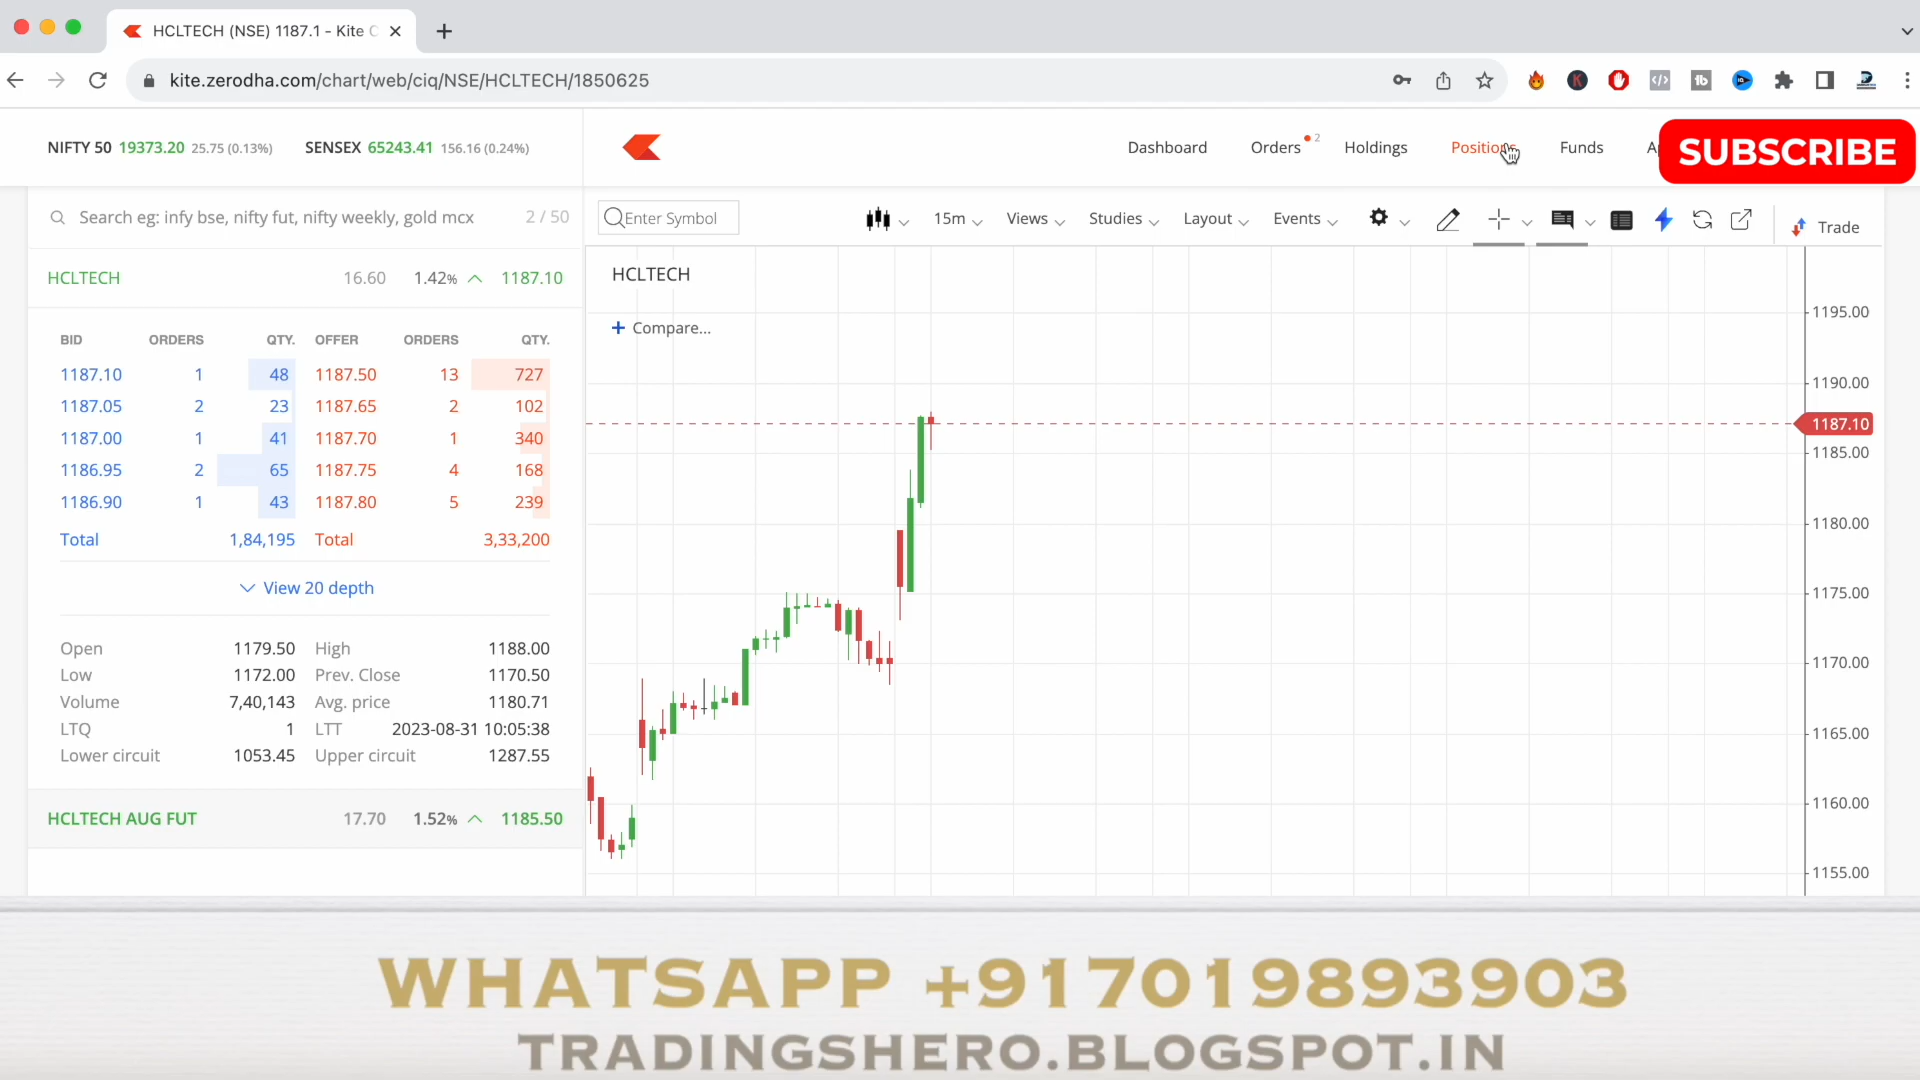 HCLTECH (NSE) 1187.1 - Kite
kite.zerodha.com/chart/web/ciq/NSE/HCLTECH/1850625
NIFTY 50 19373.20 25.75 (0.13%) SENSEX 65243.41 156.16 (0.24%)
Dashboard Orders 2 Holdings Positions Funds
SUBSCRIBE
Search eg: infy bse, nifty fut, nifty weekly, gold mcx 2 / 50
Enter Symbol 15m Views Studies Layout Events Trade
HCLTECH 16.60 1.42% 1187.10
BID ORDERS QTY. OFFER ORDERS QTY.
1187.10 1 48 1187.50 13 727
1187.05 2 23 1187.65 2 102
1187.00 1 41 1187.70 1 340
1186.95 2 65 1187.75 4 168
1186.90 1 43 1187.80 5 239
Total 1,84,195 Total 3,33,200
View 20 depth
Open 1179.50 High 1188.00
Low 1172.00 Prev. Close 1170.50
Volume 7,40,143 Avg. price 1180.71
LTQ 1 LTT 2023-08-31 10:05:38
Lower circuit 1053.45 Upper circuit 1287.55
HCLTECH AUG FUT 17.70 1.52% 1185.50
HCLTECH
+ Compare...
1195.00
1190.00
1187.10
1185.00
1180.00
1175.00
1170.00
1165.00
1160.00
1155.00
WHATSAPP +917019893903
TRADINGSHERO.BLOGSPOT.IN